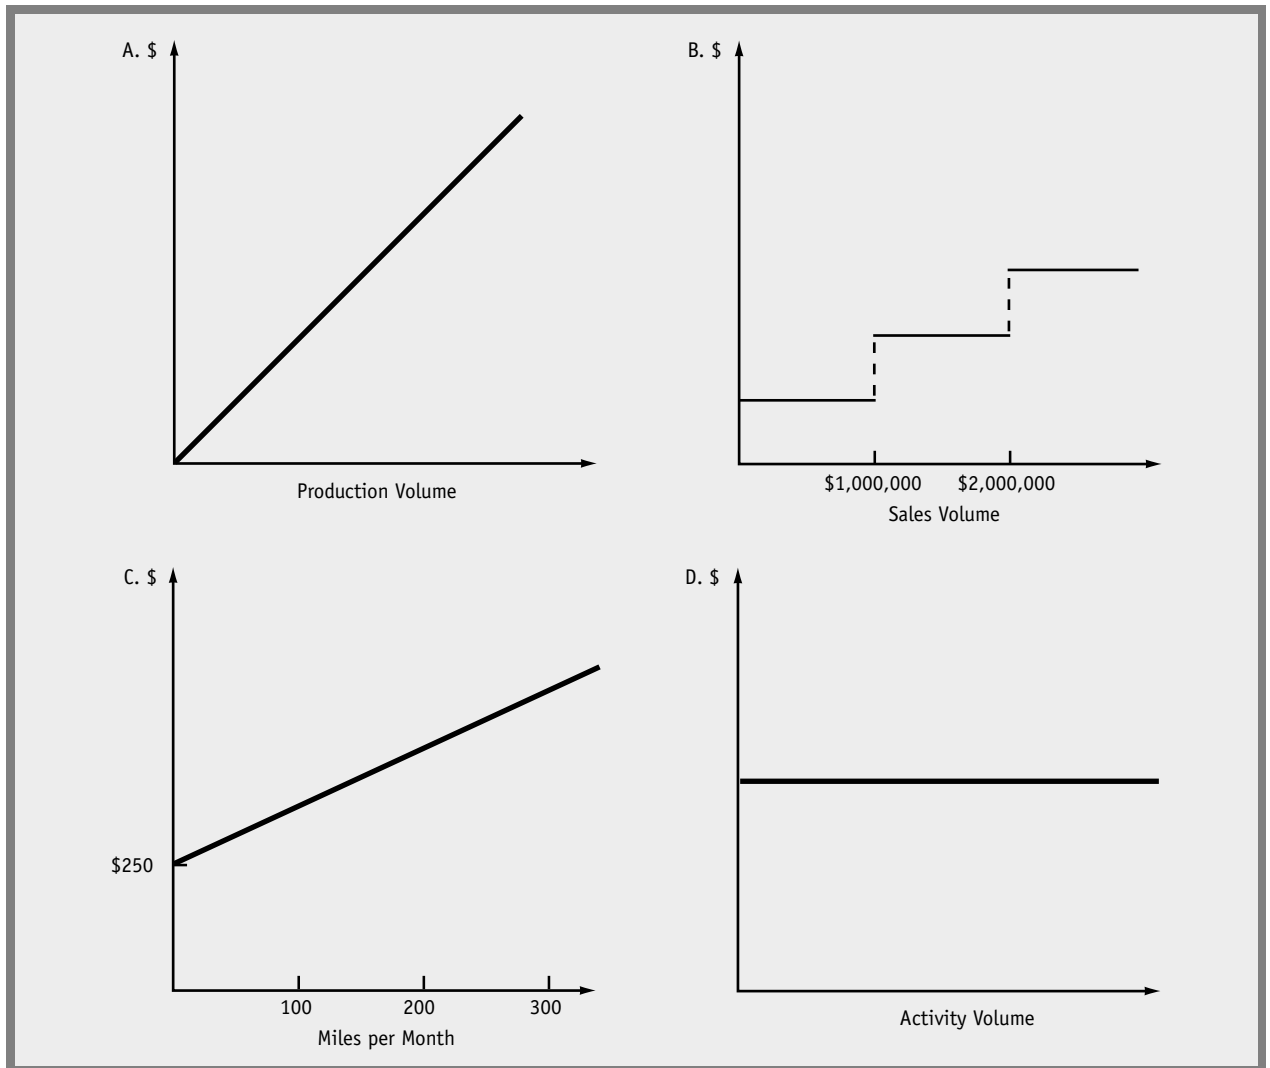 A. $
Production Volume
B. $
$1,000,000 $2,000,000
Sales Volume
C. $
$250
100 200 300
Miles per Month
D. $
Activity Volume